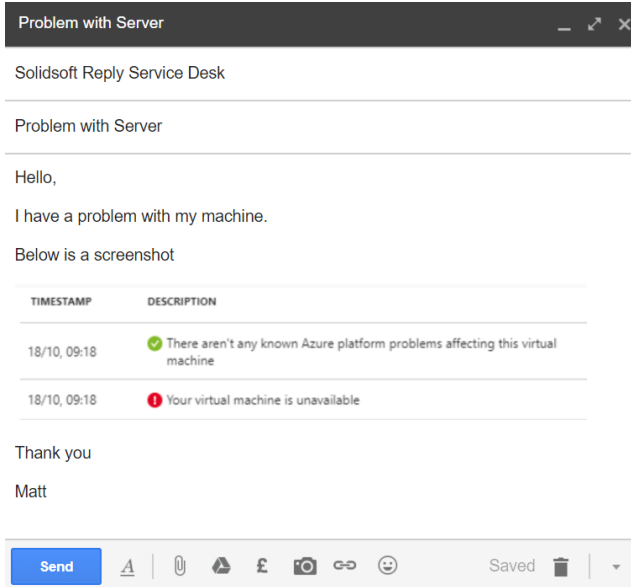 Problem with Server
Solidsoft Reply Service Desk
Problem with Server
Hello,
I have a problem with my machine.
Below is a screenshot
TIMESTAMP DESCRIPTION
18/10, 09:18 There aren't any known Azure platform problems affecting this virtual
machine
18/10, 09:18 Your virtual machine is unavailable
Thank you
Matt
Send A £ Saved